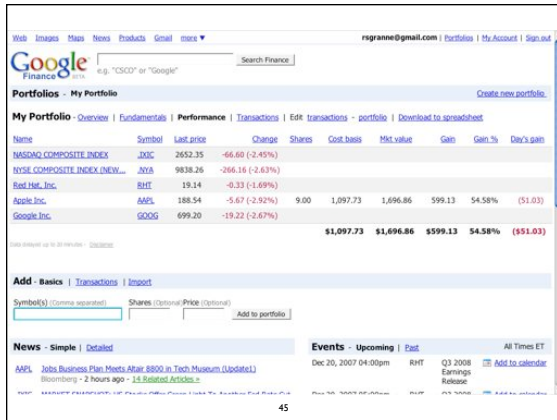 Web Images Maps News Products Gmail more ▼ rsgranne@gmail.com | Portfolios | My Account | Sign out
Google Finance BETA Search Finance
e.g. "CSCO" or "Google"
Portfolios - My Portfolio Create new portfolio
My Portfolio - Overview | Fundamentals | Performance | Transactions | Edit transactions - portfolio | Download to spreadsheet
Name Symbol Last price Change Shares Cost basis Mkt value Gain Gain % Day's gain
NASDAQ COMPOSITE INDEX .IXIC 2652.35 -66.60 (-2.45%)
NYSE COMPOSITE INDEX (NEW... .NYA 9838.26 -266.16 (-2.63%)
Red Hat, Inc. RHT 19.14 -0.33 (-1.69%)
Apple Inc. AAPL 188.54 -5.67 (-2.92%) 9.00 1,097.73 1,696.86 599.13 54.58% (51.03)
Google Inc. GOOG 699.20 -19.22 (-2.67%)
$1,097.73 $1,696.86 $599.13 54.58% ($51.03)
Data delayed up to 20 minutes - Disclaimer
Add - Basics | Transactions | Import
Symbol(s) (Comma separated) Shares (Optional) Price (Optional)
Add to portfolio
News - Simple | Detailed Events - Upcoming | Past All Times ET
AAPL Jobs Business Plan Meets Altair 8800 in Tech Museum (Update1) Dec 20, 2007 04:00pm RHT Q3 2008 Earnings Release Add to calendar
Bloomberg - 2 hours ago - 14 Related Articles »
45